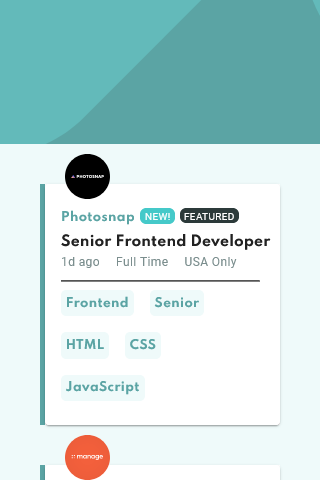 PHOTOSNAP
Photosnap NEW! FEATURED
Senior Frontend Developer
1d ago Full Time USA Only
Frontend Senior
HTML CSS
JavaScript
manage